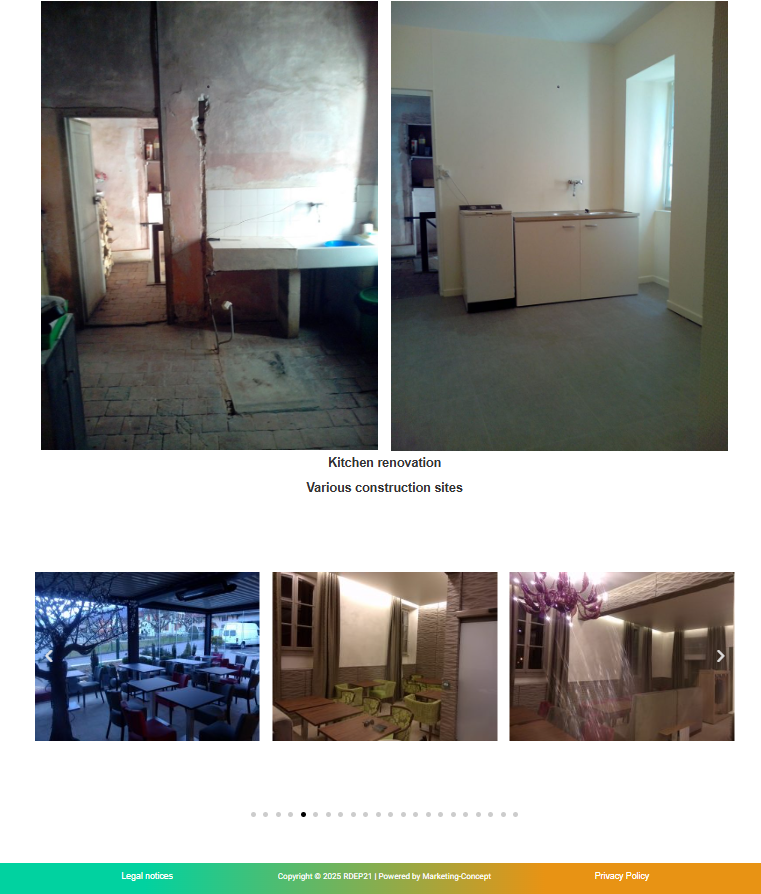 Kitchen renovation
Various construction sites
Legal notices
Copyright © 2025 RDEP21 | Powered by Marketing-Concept
Privacy Policy